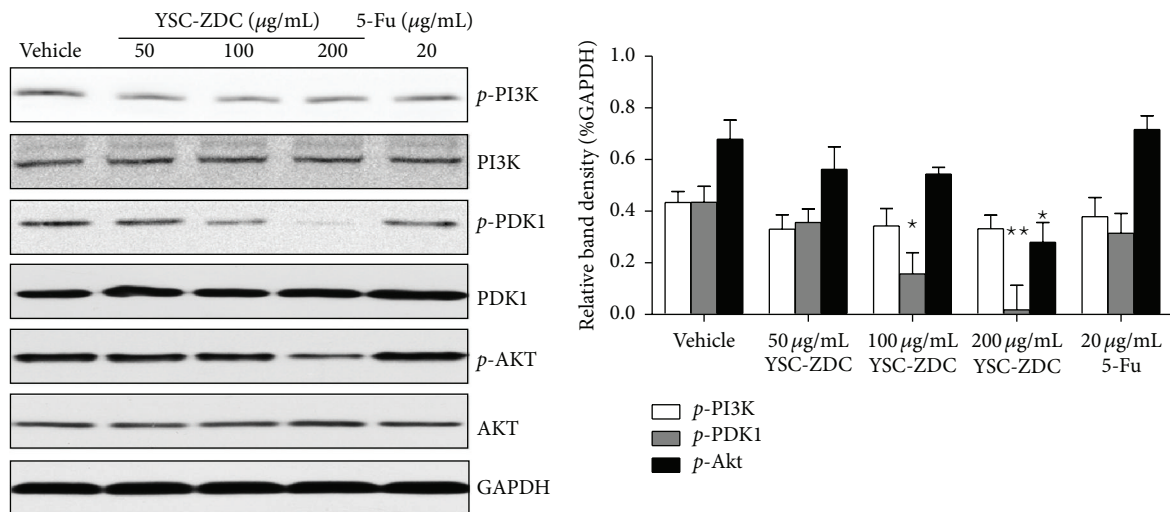 YSC-ZDC (μg/mL) 5-Fu (μg/mL)
Vehicle 50 100 200 20
p-PI3K
PI3K
p-PDK1
PDK1
p-AKT
AKT
GAPDH
Relative band density (%GAPDH)
1.0
0.8
0.6
0.4
0.2
0.0
* ** *
Vehicle 50 μg/mL 100 μg/mL 200 μg/mL 20 μg/mL
YSC-ZDC YSC-ZDC YSC-ZDC 5-Fu
p-PI3K
p-PDK1
p-Akt